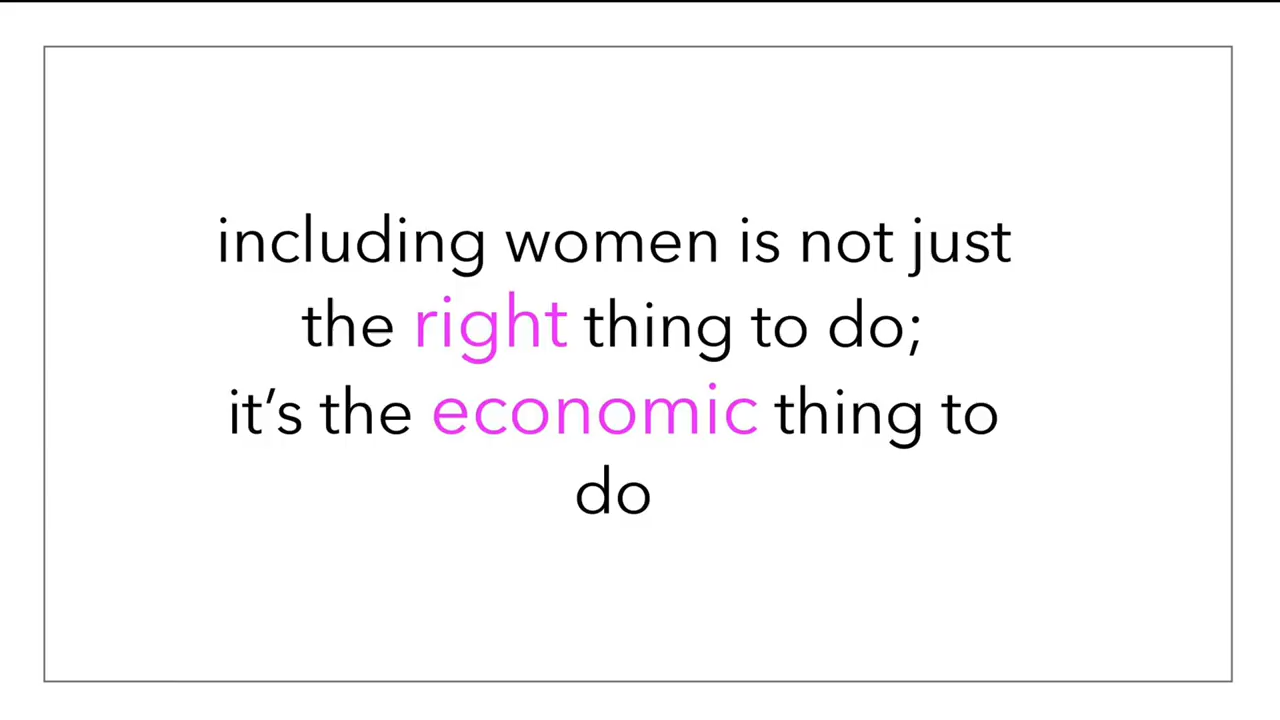 including women is not just
the right thing to do;
it’s the economic thing to
do